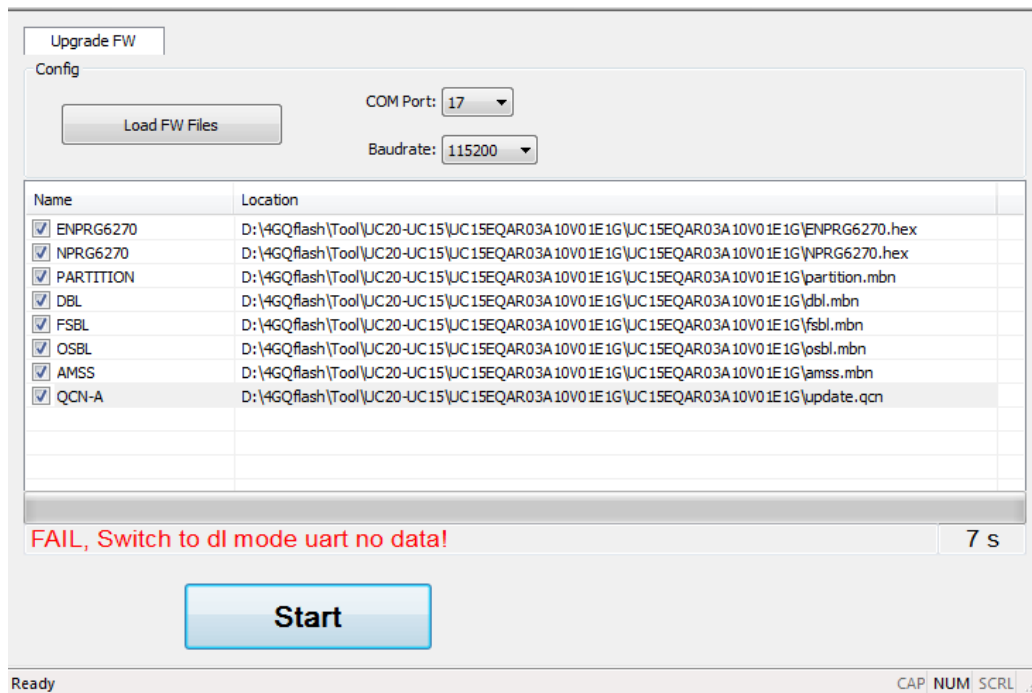 Upgrade FW
Config
Load FW Files
COM Port: 17
Baudrate: 115200
Name Location
ENPRG6270 D:\4GQflash\Tool\UC20-UC15\UC15EQAR03A10V01E1G\UC15EQAR03A10V01E1G\ENPRG6270.hex
NPRG6270 D:\4GQflash\Tool\UC20-UC15\UC15EQAR03A10V01E1G\UC15EQAR03A10V01E1G\NPRG6270.hex
PARTITION D:\4GQflash\Tool\UC20-UC15\UC15EQAR03A10V01E1G\UC15EQAR03A10V01E1G\partition.mbn
DBL D:\4GQflash\Tool\UC20-UC15\UC15EQAR03A10V01E1G\UC15EQAR03A10V01E1G\dbl.mbn
FSBL D:\4GQflash\Tool\UC20-UC15\UC15EQAR03A10V01E1G\UC15EQAR03A10V01E1G\fsbl.mbn
OSBL D:\4GQflash\Tool\UC20-UC15\UC15EQAR03A10V01E1G\UC15EQAR03A10V01E1G\osbl.mbn
AMSS D:\4GQflash\Tool\UC20-UC15\UC15EQAR03A10V01E1G\UC15EQAR03A10V01E1G\amss.mbn
QCN-A D:\4GQflash\Tool\UC20-UC15\UC15EQAR03A10V01E1G\UC15EQAR03A10V01E1G\update.qcn
FAIL, Switch to dl mode uart no data! 7 s
Start
Ready CAP NUM SCRL